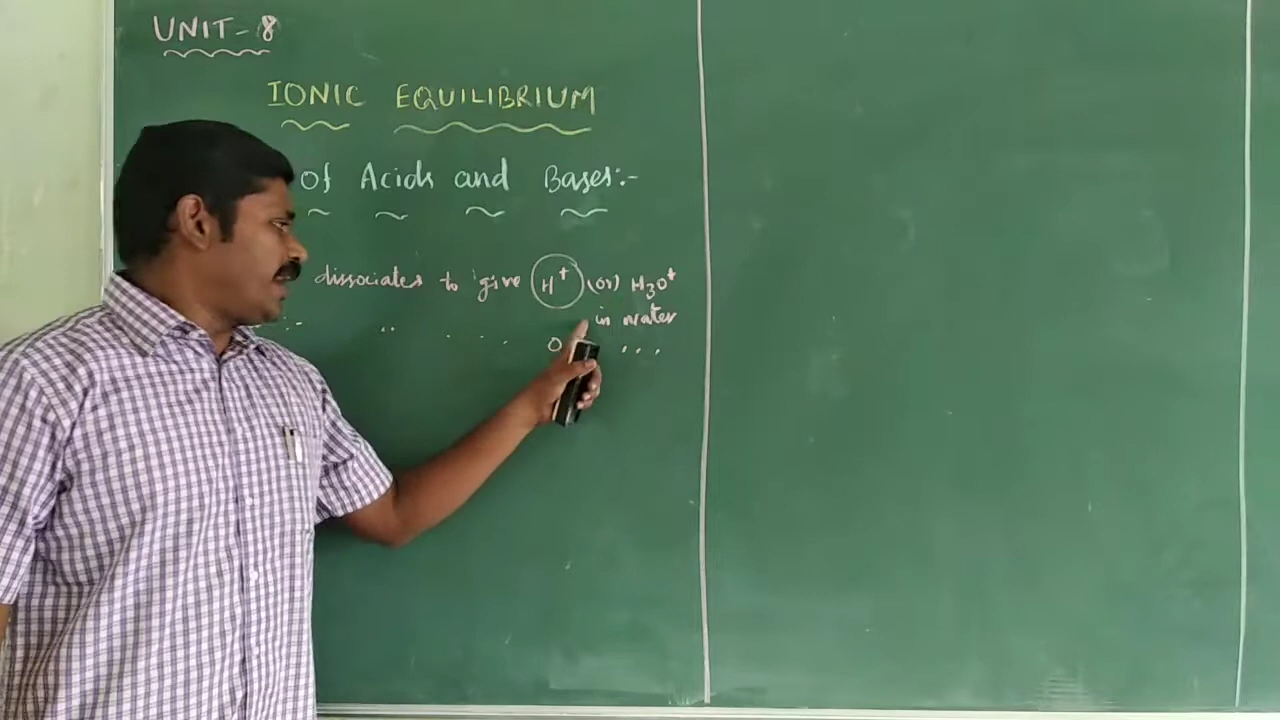 UNIT-8
IONIC EQUILIBRIUM
of Acids and Bases:-
dissociates to give H⁺ (or) H₃O⁺
in water
O